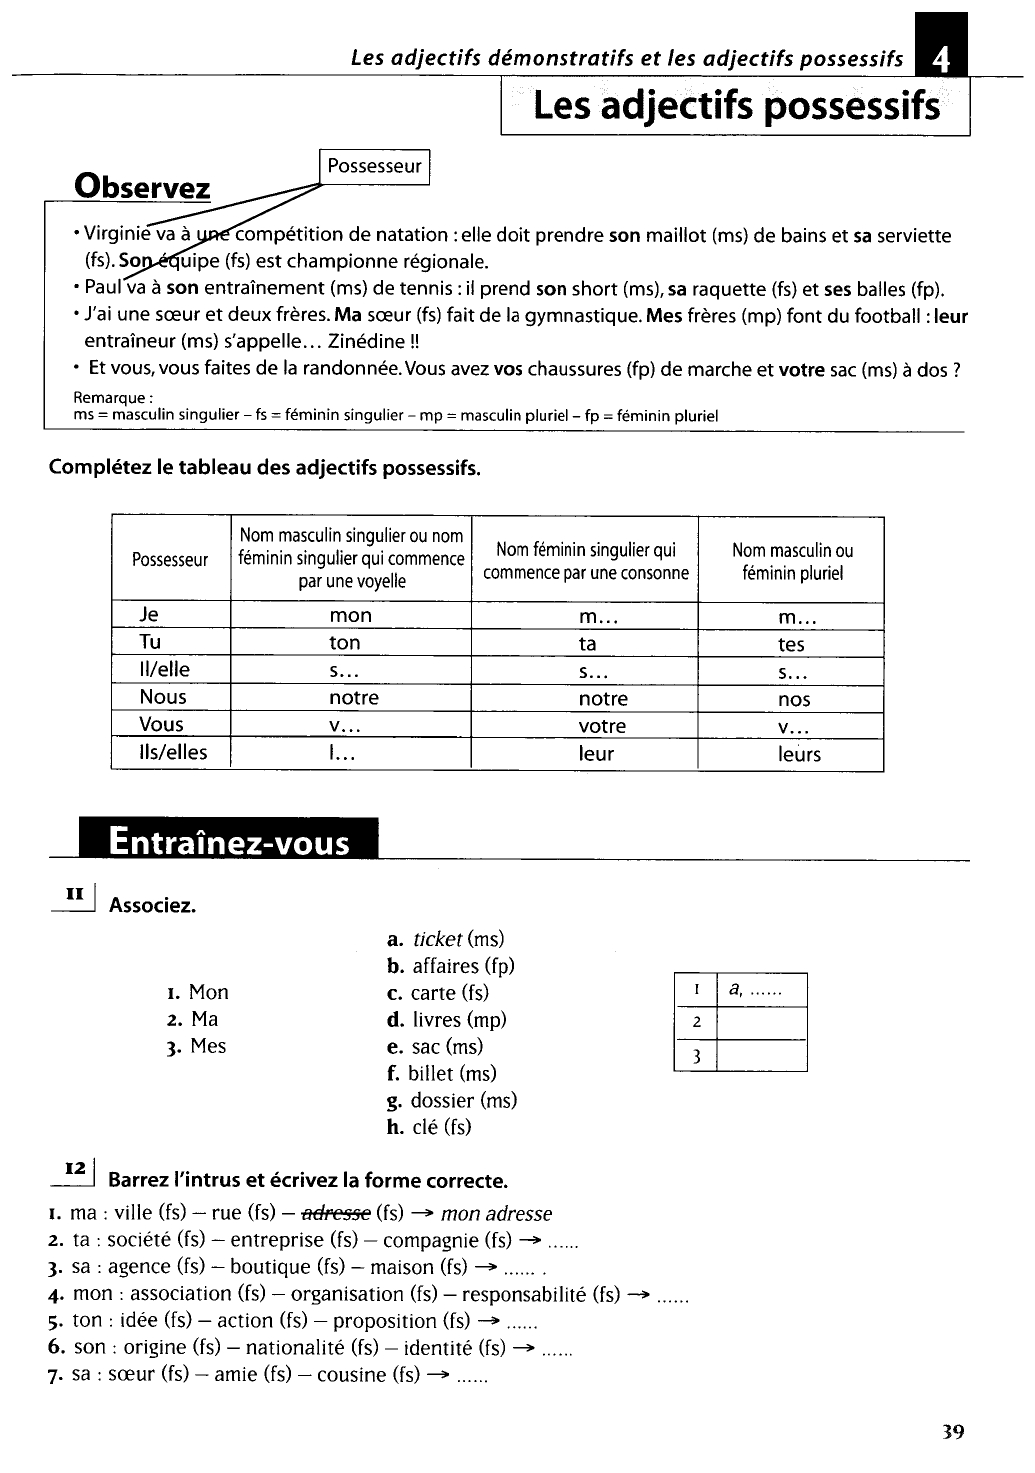 Les adjectifs démonstratifs et les adjectifs possessifs 4
Les adjectifs possessifs
Possesseur
Observez
• Virginie va à une compétition de natation : elle doit prendre son maillot (ms) de bains et sa serviette
(fs). Son équipe (fs) est championne régionale.
• Paul va à son entraînement (ms) de tennis : il prend son short (ms), sa raquette (fs) et ses balles (fp).
• J'ai une sœur et deux frères. Ma sœur (fs) fait de la gymnastique. Mes frères (mp) font du football : leur
entraîneur (ms) s'appelle... Zinédine !!
• Et vous, vous faites de la randonnée. Vous avez vos chaussures (fp) de marche et votre sac (ms) à dos ?
Remarque :
ms = masculin singulier – fs = féminin singulier – mp = masculin pluriel – fp = féminin pluriel
Complétez le tableau des adjectifs possessifs.
Possesseur
Nom masculin singulier ou nom
féminin singulier qui commence
par une voyelle
Nom féminin singulier qui
commence par une consonne
Nom masculin ou
féminin pluriel
Je mon m... m...
Tu ton ta tes
Il/elle s... s... s...
Nous notre notre nos
Vous v... votre v...
Ils/elles l... leur leurs
Entraînez-vous
11 Associez.
1. Mon
2. Ma
3. Mes
a. ticket (ms)
b. affaires (fp)
c. carte (fs)
d. livres (mp)
e. sac (ms)
f. billet (ms)
g. dossier (ms)
h. clé (fs)
1 a, ......
2
3
12 Barrez l'intrus et écrivez la forme correcte.
1. ma : ville (fs) – rue (fs) – adresse (fs) → mon adresse
2. ta : société (fs) – entreprise (fs) – compagnie (fs) → ......
3. sa : agence (fs) – boutique (fs) – maison (fs) → ...... .
4. mon : association (fs) – organisation (fs) – responsabilité (fs) → ......
5. ton : idée (fs) – action (fs) – proposition (fs) → ......
6. son : origine (fs) – nationalité (fs) – identité (fs) → ......
7. sa : sœur (fs) – amie (fs) – cousine (fs) → ......
39